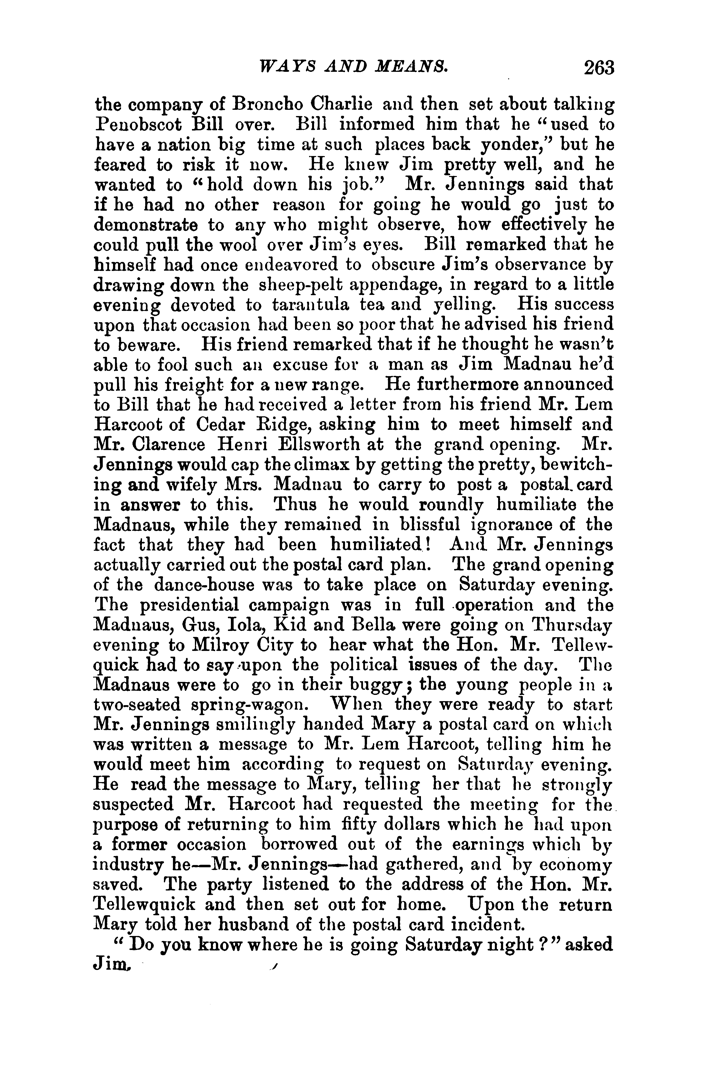 WAYS AND MEANS. 263
the company of Broncho Charlie and then set about talking
Penobscot Bill over. Bill informed him that he “used to
have a nation big time at such places back yonder,” but he
feared to risk it now. He knew Jim pretty well, and he
wanted to “hold down his job.” Mr. Jennings said that
if he had no other reason for going he would go just to
demonstrate to any who might observe, how effectively he
could pull the wool over Jim’s eyes. Bill remarked that he
himself had once endeavored to obscure Jim’s observance by
drawing down the sheep-pelt appendage, in regard to a little
evening devoted to tarantula tea and yelling. His success
upon that occasion had been so poor that he advised his friend
to beware. His friend remarked that if he thought he wasn’t
able to fool such an excuse for a man as Jim Madnau he’d
pull his freight for a new range. He furthermore announced
to Bill that he had received a letter from his friend Mr. Lem
Harcoot of Cedar Ridge, asking him to meet himself and
Mr. Clarence Henri Ellsworth at the grand opening. Mr.
Jennings would cap the climax by getting the pretty, bewitch-
ing and wifely Mrs. Madnau to carry to post a postal card
in answer to this. Thus he would roundly humiliate the
Madnaus, while they remained in blissful ignorance of the
fact that they had been humiliated! And Mr. Jennings
actually carried out the postal card plan. The grand opening
of the dance-house was to take place on Saturday evening.
The presidential campaign was in full operation and the
Madnaus, Gus, Iola, Kid and Bella were going on Thursday
evening to Milroy City to hear what the Hon. Mr. Tellew-
quick had to say upon the political issues of the day. The
Madnaus were to go in their buggy; the young people in a
two-seated spring-wagon. When they were ready to start
Mr. Jennings smilingly handed Mary a postal card on which
was written a message to Mr. Lem Harcoot, telling him he
would meet him according to request on Saturday evening.
He read the message to Mary, telling her that he strongly
suspected Mr. Harcoot had requested the meeting for the
purpose of returning to him fifty dollars which he had upon
a former occasion borrowed out of the earnings which by
industry he—Mr. Jennings—had gathered, and by economy
saved. The party listened to the address of the Hon. Mr.
Tellewquick and then set out for home. Upon the return
Mary told her husband of the postal card incident.
“Do you know where he is going Saturday night?” asked
Jim.